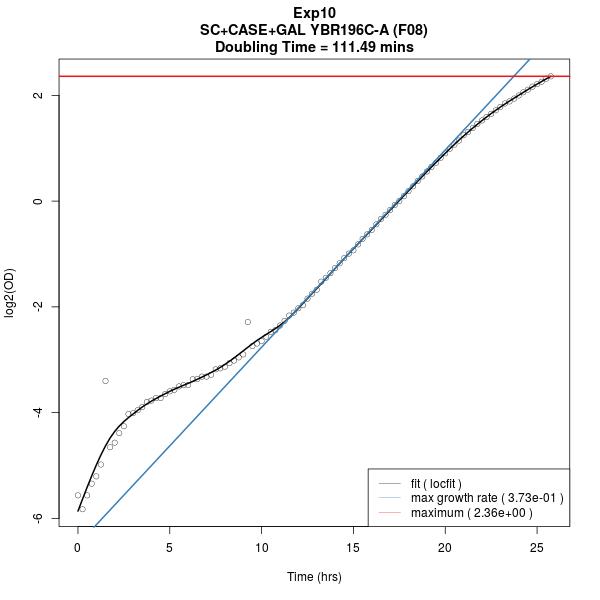 Exp10
SC+CASE+GAL YBR196C-A (F08)
Doubling Time = 111.49 mins
log2(OD)
2
0
-2
-4
-6
0 5 10 15 20 25
Time (hrs)
fit ( locfit )
max growth rate ( 3.73e-01 )
maximum ( 2.36e+00 )